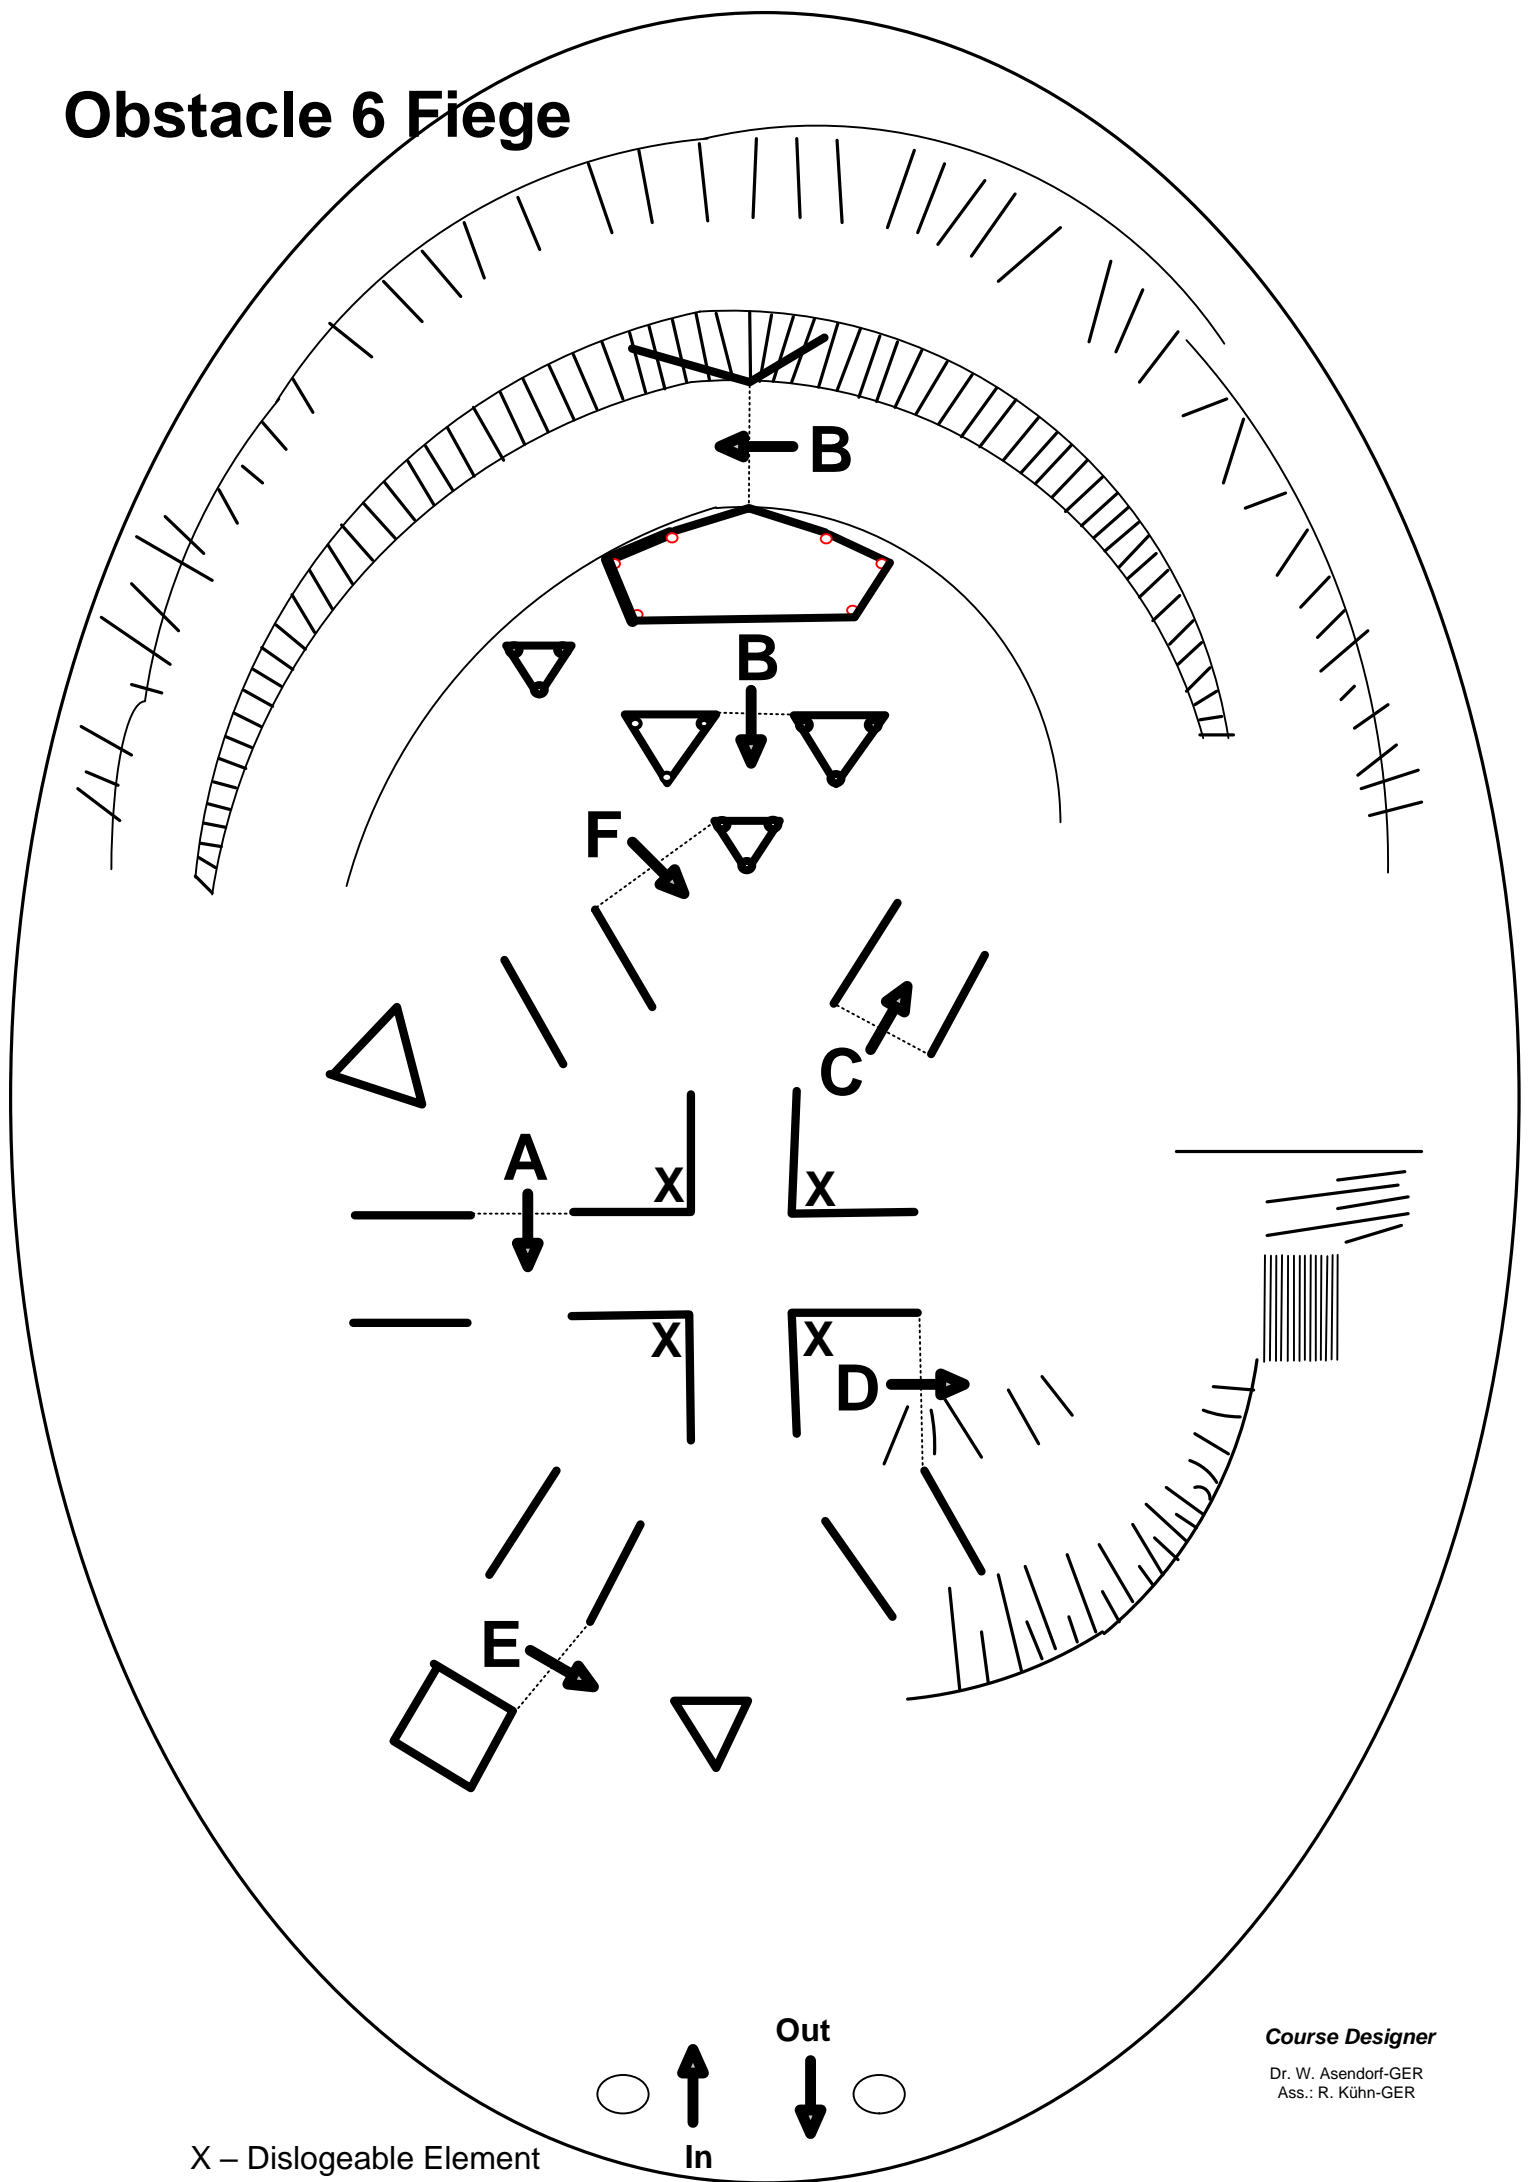 Obstacle 6 Fiege
B
B
F
C
A
X
X
X
X
D
E
Out
Course Designer
Dr. W. Asendorf-GER
Ass.: R. Kühn-GER
In
X – Dislogeable Element